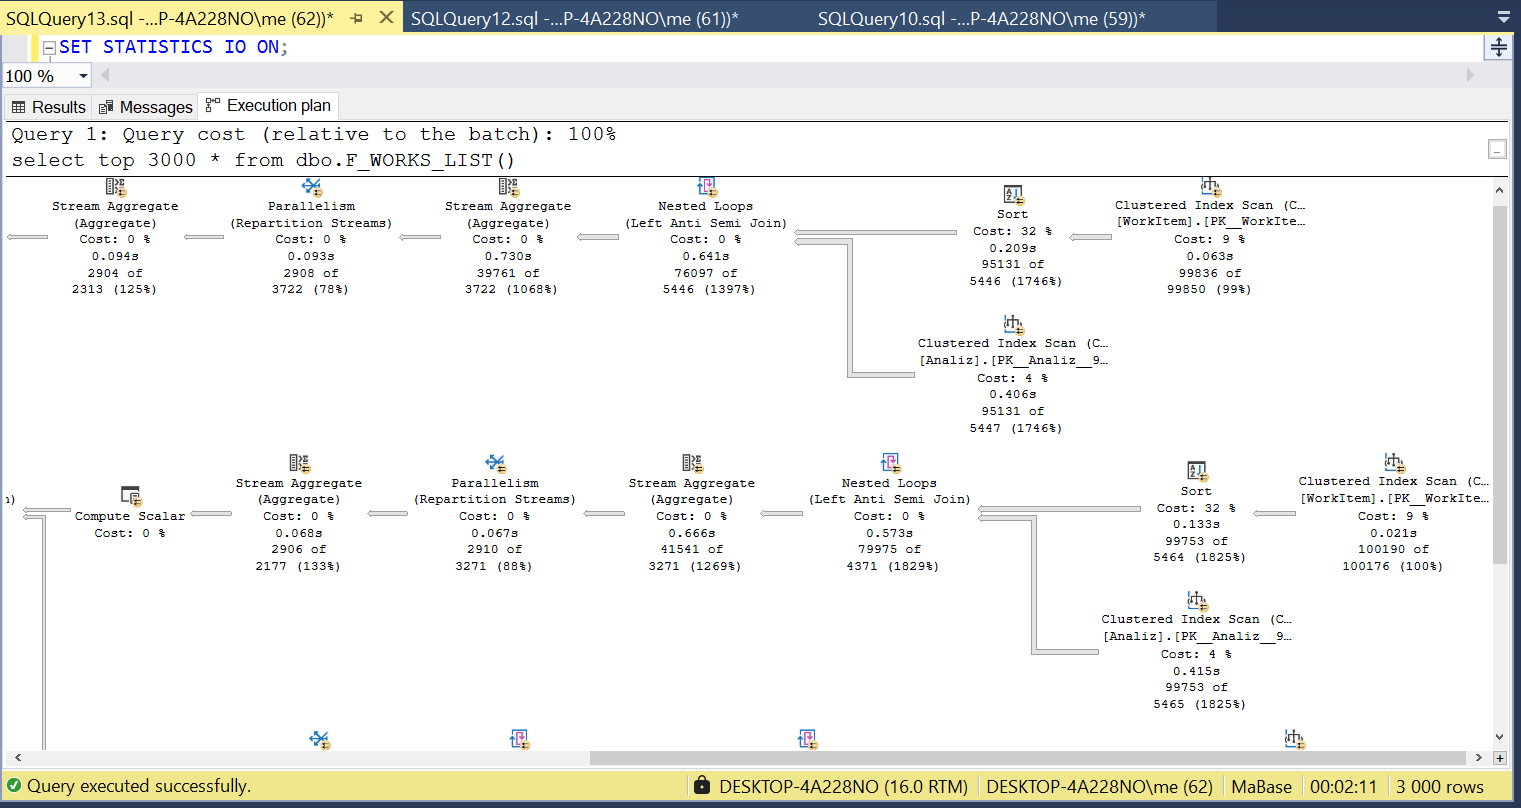 SQLQuery13.sql -...P-4A228NO\me (62))*
SQLQuery12.sql -...P-4A228NO\me (61))*
SQLQuery10.sql -...P-4A228NO\me (59))*
SET STATISTICS IO ON;
100 %
Results
Messages
Execution plan
Query 1: Query cost (relative to the batch): 100%
select top 3000 * from dbo.F_WORKS_LIST()
Stream Aggregate
(Aggregate)
Cost: 0 %
0.094s
2904 of
2313 (125%)
Parallelism
(Repartition Streams)
Cost: 0 %
0.093s
2908 of
3722 (78%)
Stream Aggregate
(Aggregate)
Cost: 0 %
0.730s
39761 of
3722 (1068%)
Nested Loops
(Left Anti Semi Join)
Cost: 0 %
0.641s
76097 of
5446 (1397%)
Sort
Cost: 32 %
0.209s
95131 of
5446 (1746%)
Clustered Index Scan (C...
[WorkItem].[PK__WorkIte...
Cost: 9 %
0.063s
99836 of
99850 (99%)
Clustered Index Scan (C...
[Analiz].[PK__Analiz__9...
Cost: 4 %
0.406s
95131 of
5447 (1746%)
Compute Scalar
Cost: 0 %
Stream Aggregate
(Aggregate)
Cost: 0 %
0.068s
2906 of
2177 (133%)
Parallelism
(Repartition Streams)
Cost: 0 %
0.067s
2910 of
3271 (88%)
Stream Aggregate
(Aggregate)
Cost: 0 %
0.666s
41541 of
3271 (1269%)
Nested Loops
(Left Anti Semi Join)
Cost: 0 %
0.573s
79975 of
4371 (1829%)
Sort
Cost: 32 %
0.133s
99753 of
5464 (1825%)
Clustered Index Scan (C...
[WorkItem].[PK__WorkIte...
Cost: 9 %
0.021s
100190 of
100176 (100%)
Clustered Index Scan (C...
[Analiz].[PK__Analiz__9...
Cost: 4 %
0.415s
99753 of
5465 (1825%)
Query executed successfully.
DESKTOP-4A228NO (16.0 RTM)
DESKTOP-4A228NO\me (62)
MaBase
00:02:11
3 000 rows